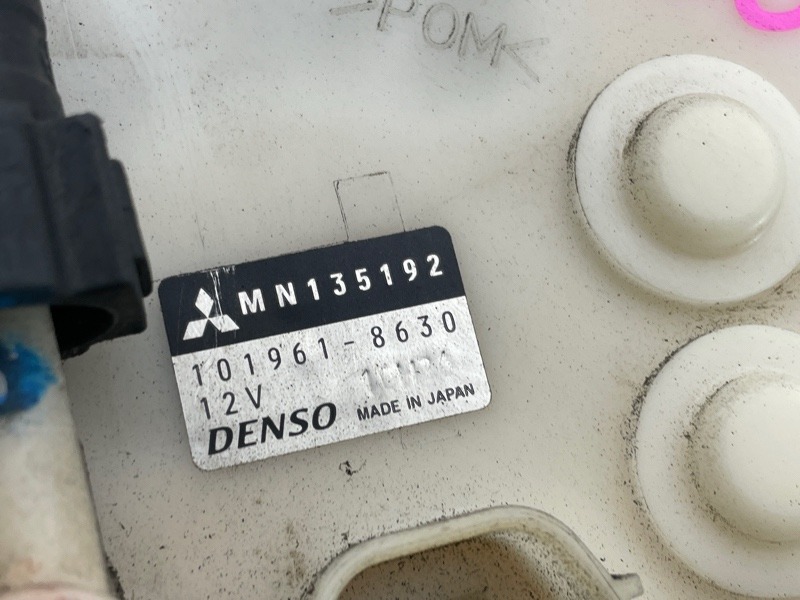 >POM<
MN135192
101961-8630
12V
DENSO MADE IN JAPAN